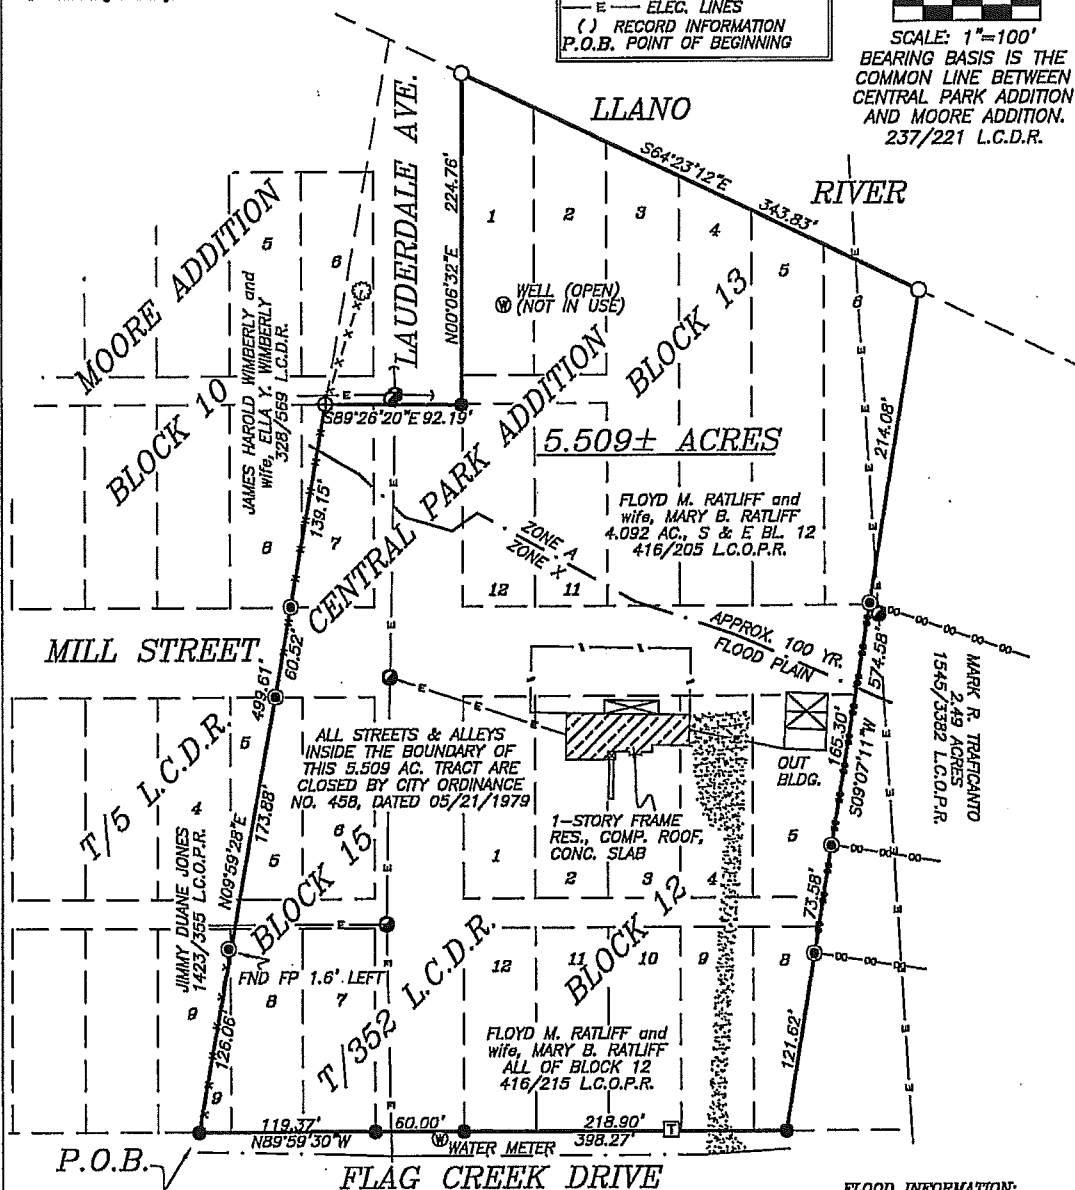 E ELEC. LINES
( ) RECORD INFORMATION
P.O.B. POINT OF BEGINNING
SCALE: 1"=100'
BEARING BASIS IS THE
COMMON LINE BETWEEN
CENTRAL PARK ADDITION
AND MOORE ADDITION.
237/221 L.C.D.R.
LLANO
RIVER
S64°23'12"E
343.83'
LAUDERDALE AVE.
N00°06'32"E 224.76'
1
2
3
4
5
6
5
6
MOORE ADDITION
WELL (OPEN)
(NOT IN USE)
W
BLOCK 13
E
E
E
BLOCK 10
JAMES HAROLD WIMBERLY and
wife, ELLA Y. WIMBERLY
328/569 L.C.D.R.
E
S89°26'20"E 92.19'
CENTRAL PARK ADDITION
5.509± ACRES
214.08'
139.15'
8
7
E
FLOYD M. RATLIFF and
wife, MARY B. RATLIFF
4.092 AC., S & E BL. 12
416/205 L.C.O.P.R.
ZONE A
ZONE X
12
11
E
APPROX. 100 YR.
FLOOD PLAIN
MILL STREET
60.52'
499.61'
574.58'
MARK R. TRAFICANTO
2.49 ACRES
1545/3382 L.C.O.P.R.
E
E
T/5 L.C.D.R.
5
ALL STREETS & ALLEYS
INSIDE THE BOUNDARY OF
THIS 5.509 AC. TRACT ARE
CLOSED BY CITY ORDINANCE
NO. 458, DATED 05/21/1979
OUT
BLDG.
165.30'
S09°07'11"W
1-STORY FRAME
RES., COMP. ROOF,
CONC. SLAB
4
5
6
173.88'
N09°59'28"E
1
2
3
4
5
73.58'
JIMMY DUANE JONES
1423/355 L.C.O.P.R.
BLOCK 15
E
E
BLOCK 12
FND FP 1.6' LEFT
12
11
10
9
8
9
8
7
T/352 L.C.D.R.
126.06'
9
FLOYD M. RATLIFF and
wife, MARY B. RATLIFF
ALL OF BLOCK 12
416/215 L.C.O.P.R.
121.62'
E
E
119.37'
60.00'
218.90'
T
N89°59'30"W
W
WATER METER
398.27'
P.O.B.
FLAG CREEK DRIVE
FLOOD INFORMATION: